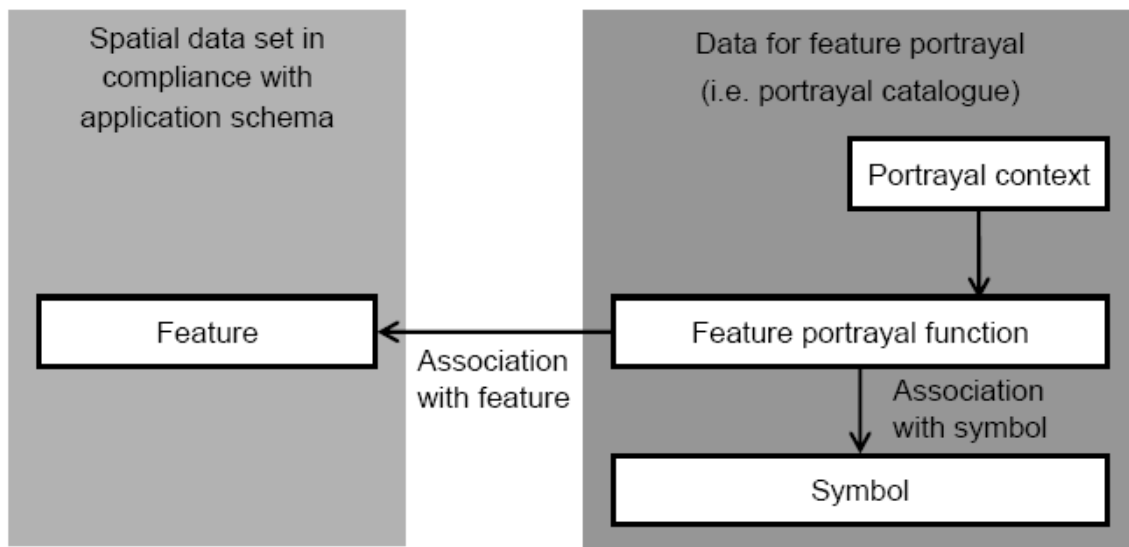 Spatial data set in
compliance with
application schema
Feature
Association
with feature
Data for feature portrayal
(i.e. portrayal catalogue)
Portrayal context
Feature portrayal function
Association
with symbol
Symbol